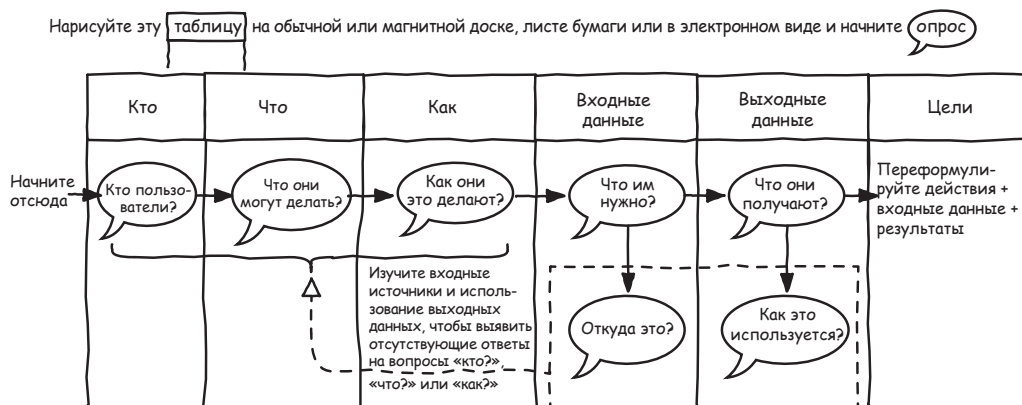 Нарисуйте эту таблицу на обычной или магнитной доске, листе бумаги или в электронном виде и начните опрос
Кто
Что
Как
Входные
данные
Выходные
данные
Цели
Начните
отсюда
Кто пользо-
ватели?
Что они
могут делать?
Как они
это делают?
Что им
нужно?
Что они
получают?
Переформули-
руйте действия +
входные данные +
результаты
Изучите входные
источники и исполь-
зование выходных
данных, чтобы выявить
отсутствующие ответы
на вопросы «кто?»,
«что?» или «как?»
Откуда это?
Как это
используется?